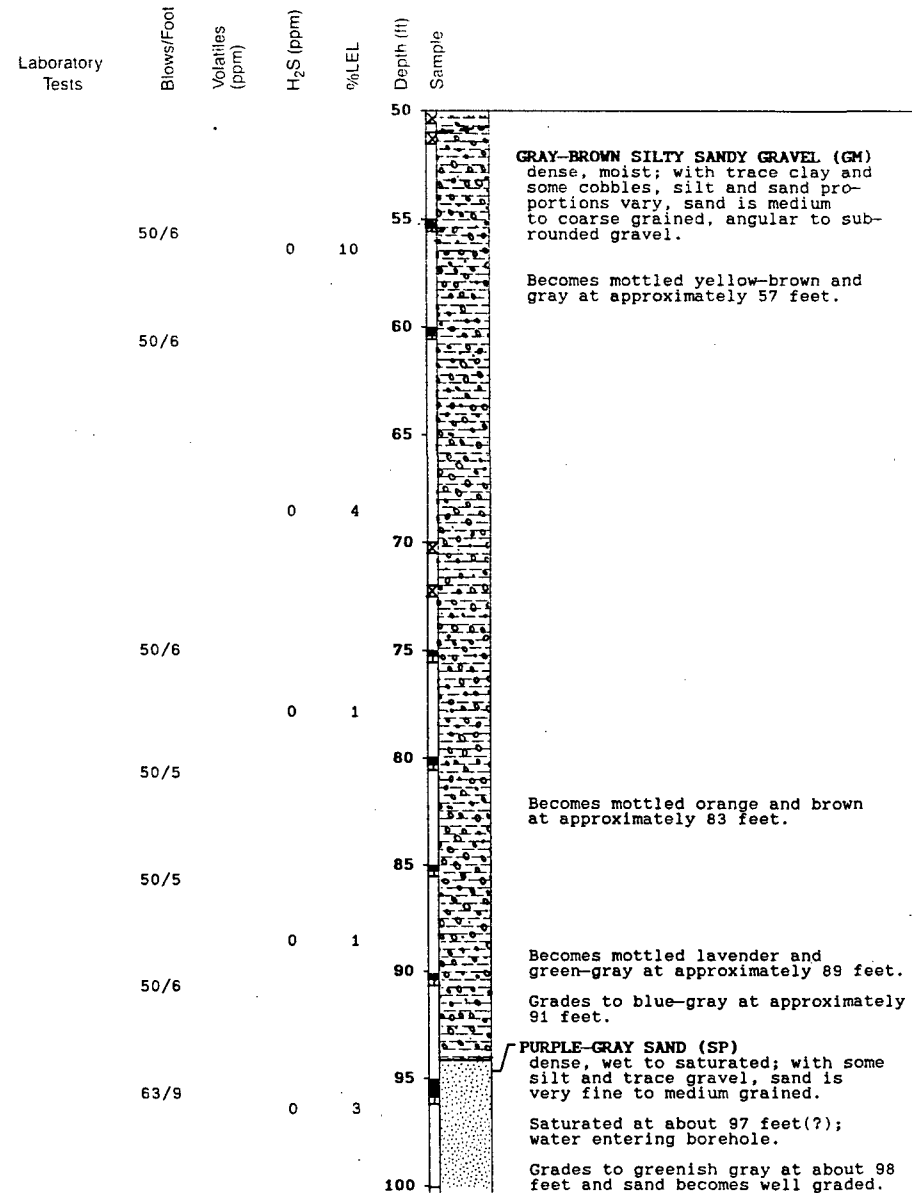 Laboratory
Tests
Blows/Foot
Volatiles
(ppm)
H₂S (ppm)
%LEL
Depth (ft)
Sample
50
GRAY-BROWN SILTY SANDY GRAVEL (GM)
dense, moist; with trace clay and
some cobbles, silt and sand pro-
portions vary, sand is medium
to coarse grained, angular to sub-
rounded gravel.
55
50/6
0 10
Becomes mottled yellow-brown and
gray at approximately 57 feet.
60
50/6
65
0 4
70
75
50/6
0 1
80
50/5
Becomes mottled orange and brown
at approximately 83 feet.
85
50/5
0 1
Becomes mottled lavender and
green-gray at approximately 89 feet.
90
50/6
Grades to blue-gray at approximately
91 feet.
PURPLE-GRAY SAND (SP)
dense, wet to saturated; with some
silt and trace gravel, sand is
very fine to medium grained.
95
63/9
0 3
Saturated at about 97 feet(?);
water entering borehole.
Grades to greenish gray at about 98
feet and sand becomes well graded.
100